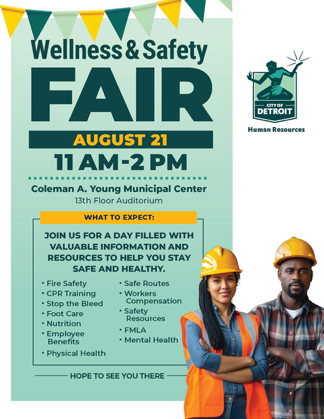 Wellness & Safety
FAIR
AUGUST 21
11 AM-2 PM
Coleman A. Young Municipal Center
13th Floor Auditorium
WHAT TO EXPECT:
JOIN US FOR A DAY FILLED WITH
VALUABLE INFORMATION AND
RESOURCES TO HELP YOU STAY
SAFE AND HEALTHY.
• Fire Safety
• CPR Training
• Stop the Bleed
• Foot Care
• Nutrition
• Employee
Benefits
• Physical Health
• Safe Routes
• Workers
Compensation
• Safety
Resources
• FMLA
• Mental Health
HOPE TO SEE YOU THERE
CITY OF
DETROIT
Human Resources